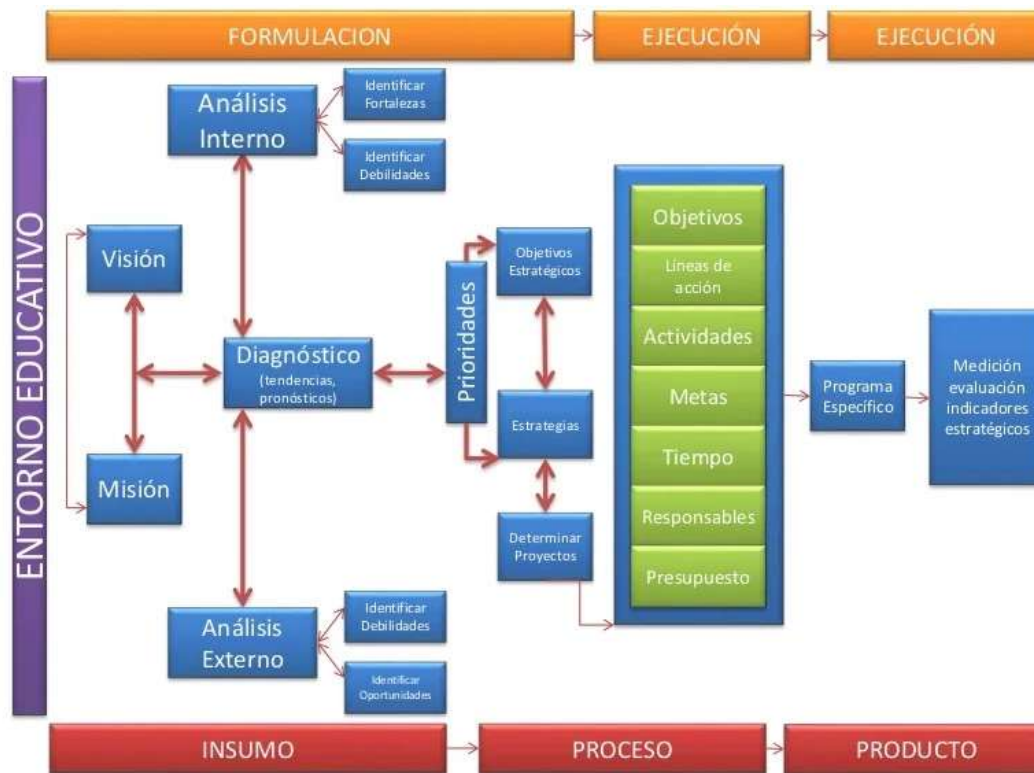 FORMULACION
EJECUCIÓN
EJECUCIÓN
ENTORNO EDUCATIVO
Análisis
Interno
Identificar
Fortalezas
Identificar
Debilidades
Visión
Misión
Diagnóstico
(tendencias,
pronósticos)
Análisis
Externo
Identificar
Debilidades
Identificar
Oportunidades
Prioridades
Objetivos
Estratégicos
Estrategias
Determinar
Proyectos
Objetivos
Líneas de
acción
Actividades
Metas
Tiempo
Responsables
Presupuesto
Programa
Específico
Medición
evaluación
indicadores
estratégicos
INSUMO
PROCESO
PRODUCTO